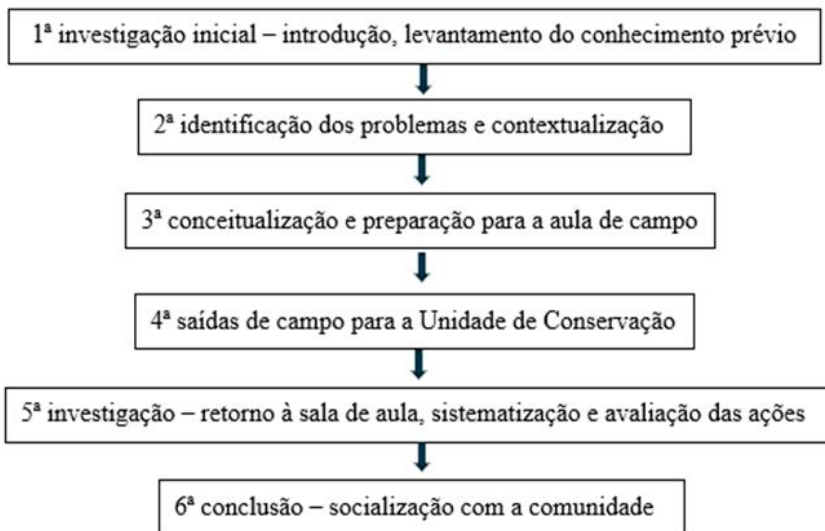 1ª investigação inicial – introdução, levantamento do conhecimento prévio
2ª identificação dos problemas e contextualização
3ª conceitualização e preparação para a aula de campo
4ª saídas de campo para a Unidade de Conservação
5ª investigação – retorno à sala de aula, sistematização e avaliação das ações
6ª conclusão – socialização com a comunidade